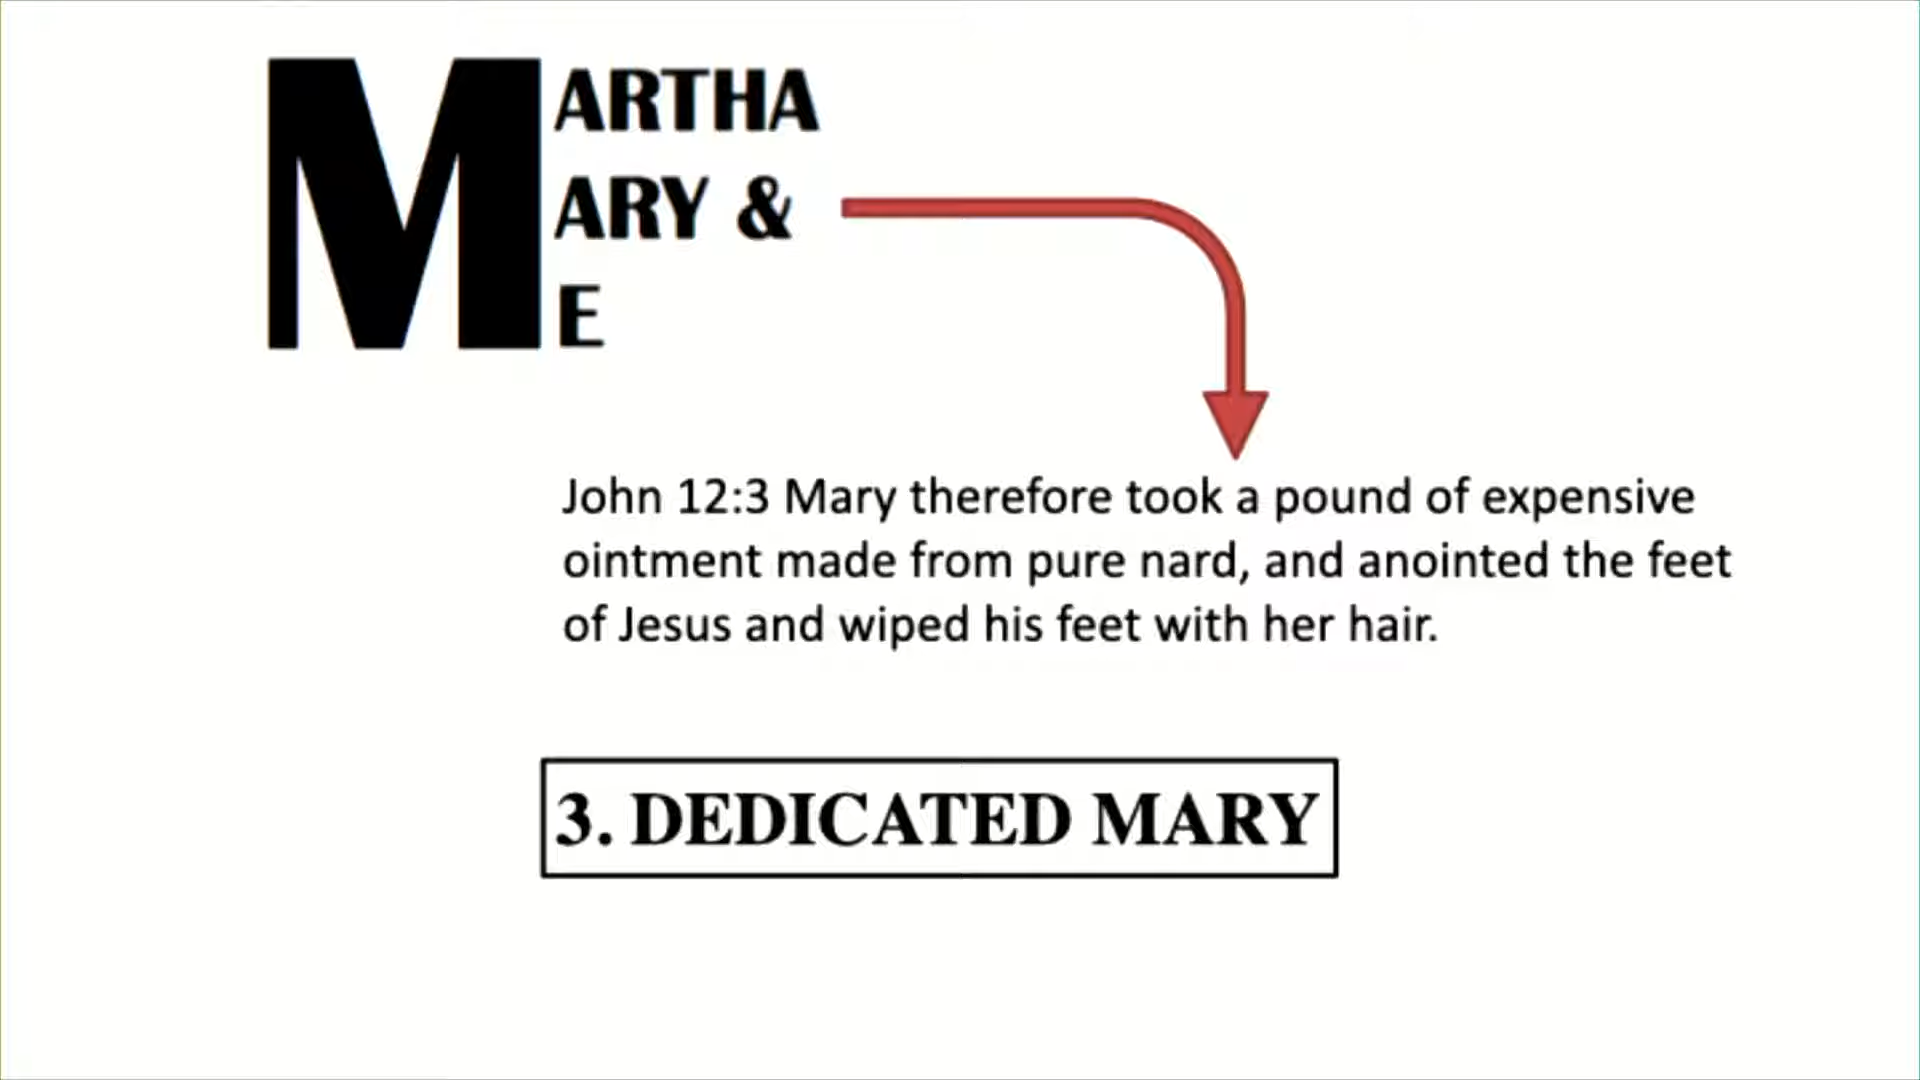 MARTHA
MARY &
ME
John 12:3 Mary therefore took a pound of expensive
ointment made from pure nard, and anointed the feet
of Jesus and wiped his feet with her hair.
3. DEDICATED MARY